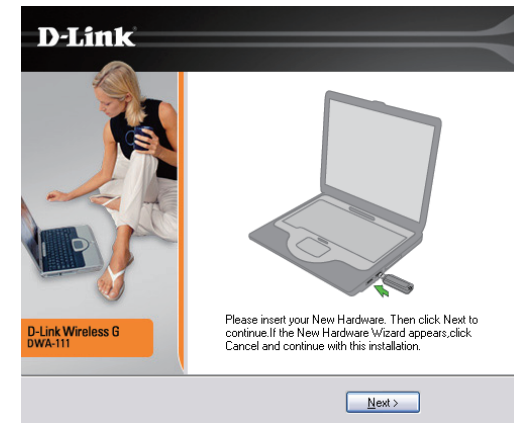 D-Link
Please insert your New Hardware. Then click Next to
continue.If the New Hardware Wizard appears,click
Cancel and continue with this installation.
D-Link Wireless G
DWA-111
Next >